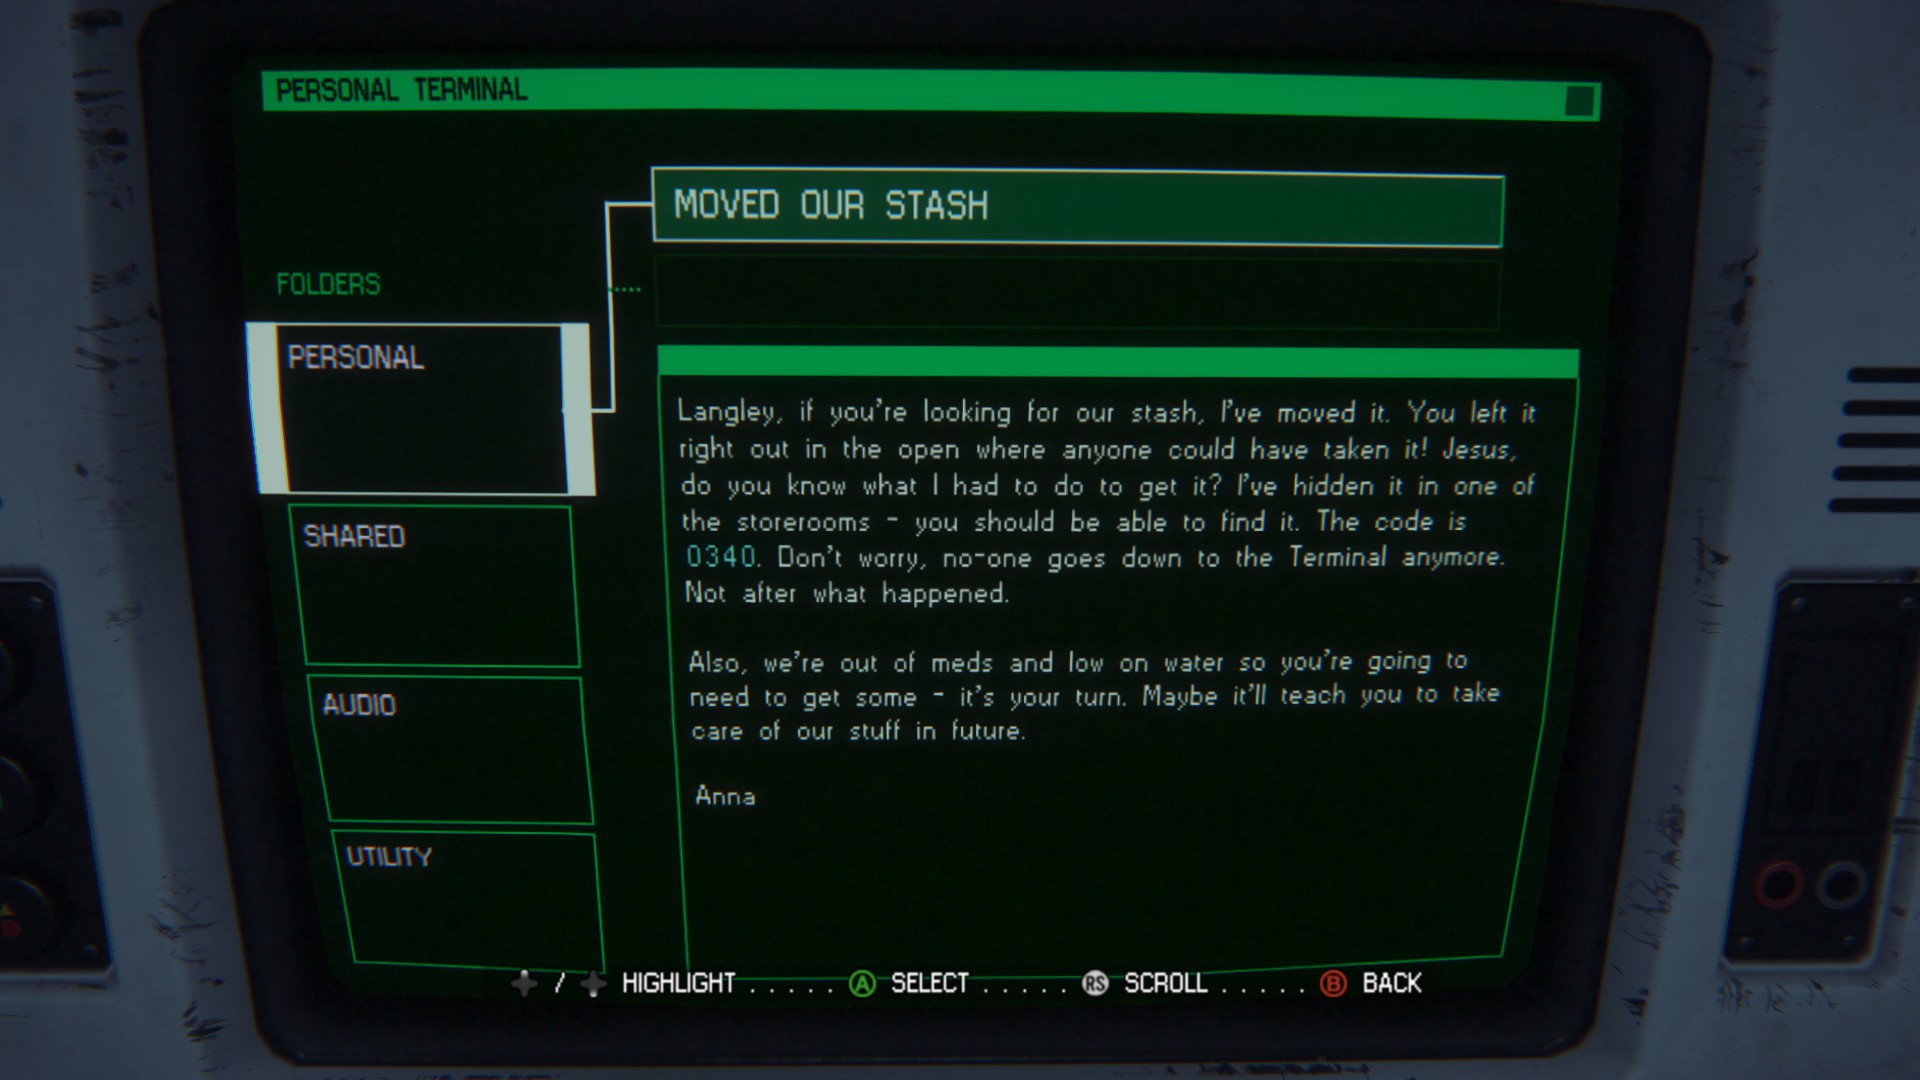 PERSONAL TERMINAL
MOVED OUR STASH
FOLDERS
PERSONAL
SHARED
AUDIO
UTILITY
Langley, if you're looking for our stash, I've moved it. You left it
right out in the open where anyone could have taken it! Jesus,
do you know what I had to do to get it? I've hidden it in one of
the storerooms - you should be able to find it. The code is
0340. Don't worry, no-one goes down to the Terminal anymore.
Not after what happened.
Also, we're out of meds and low on water so you're going to
need to get some - it's your turn. Maybe it'll teach you to take
care of our stuff in future.
Anna
/ HIGHLIGHT ..... A SELECT ..... RS SCROLL ..... B BACK